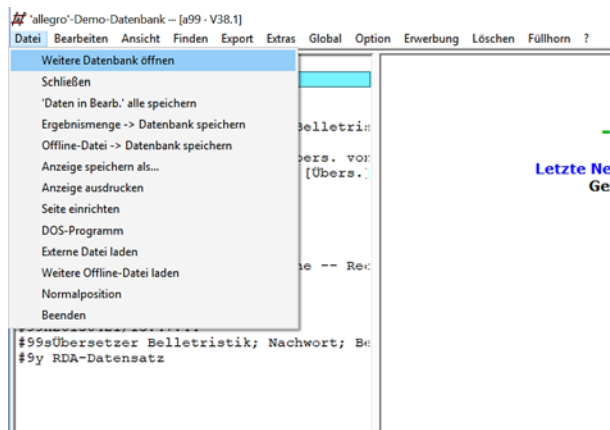 'allegro'-Demo-Datenbank -- [a99 - V38.1]
Datei Bearbeiten Ansicht Finden Export Extras Global Option Erwerbung Löschen Füllhorn ?
Weitere Datenbank öffnen
Schließen
'Daten in Bearb.' alle speichern
Ergebnismenge -> Datenbank speichern
Offline-Datei -> Datenbank speichern
Anzeige speichern als...
Anzeige ausdrucken
Seite einrichten
DOS-Programm
Externe Datei laden
Weitere Offline-Datei laden
Normalposition
Beenden
von
[Übers.]
-- Rec
#99sÜbersetzer Belletristik; Nachwort; Be
#9y RDA-Datensatz
Letzte Ne
Ge